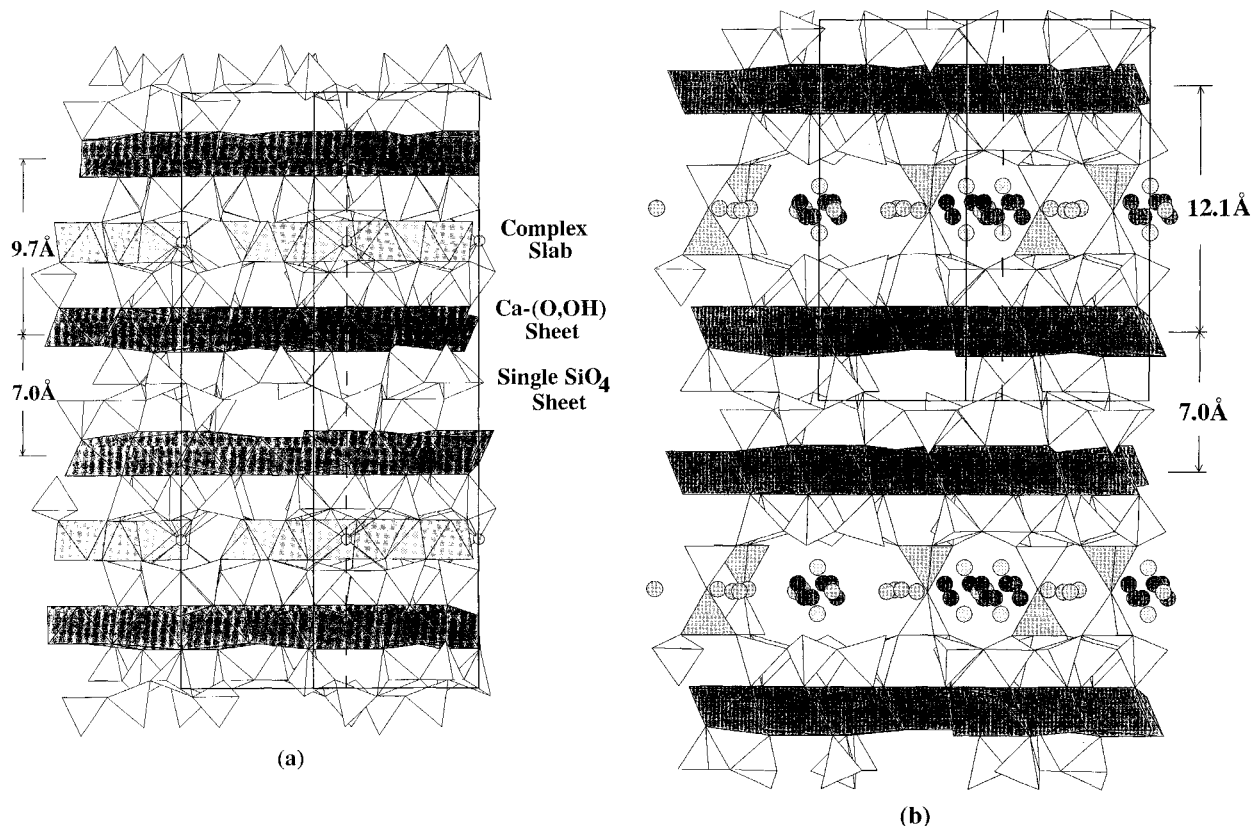 9.7Å
7.0Å
Complex
Slab
Ca-(O,OH)
Sheet
Single SiO4
Sheet
(a)
12.1Å
7.0Å
(b)